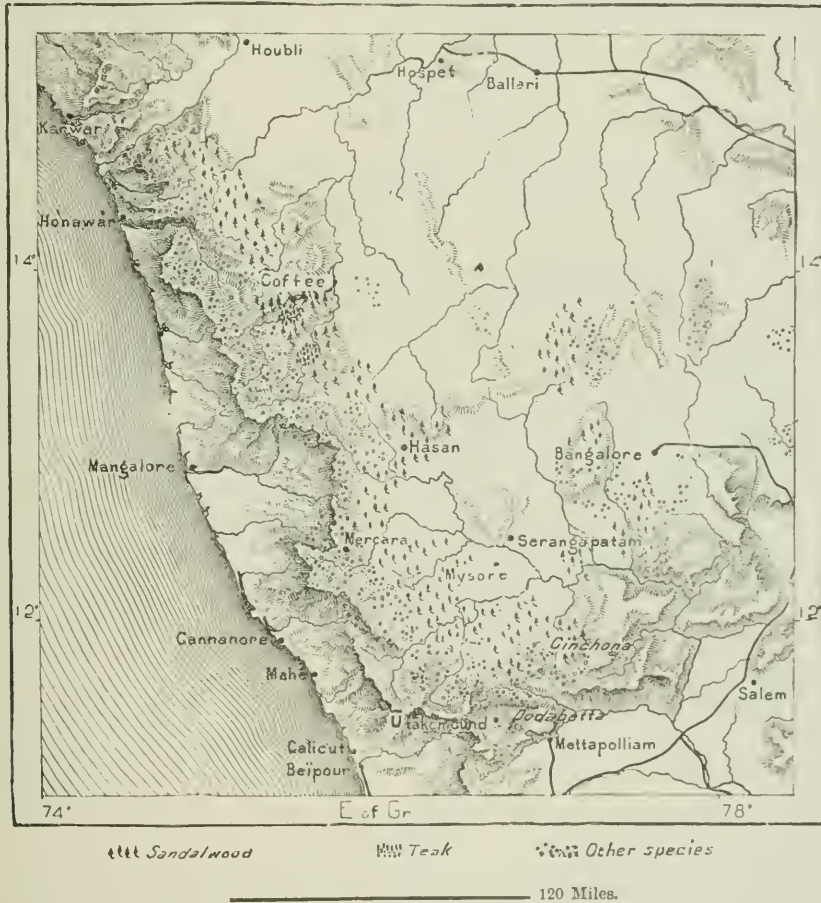 Houbli
Hospet
Ballari
Karwar
Honawar
14°
14°
Coffee
Hasan
Bangalore
Mangalore
Mercara
Serangapatam
Mysore
12°
12°
Cannanore
Cinchona
Mahe
Salem
Utakamound
Dodabetta
Calicut
Mettapolliam
Beïpour
74°
E of Gr
78°
Sandalwood
Teak
Other species
120 Miles.